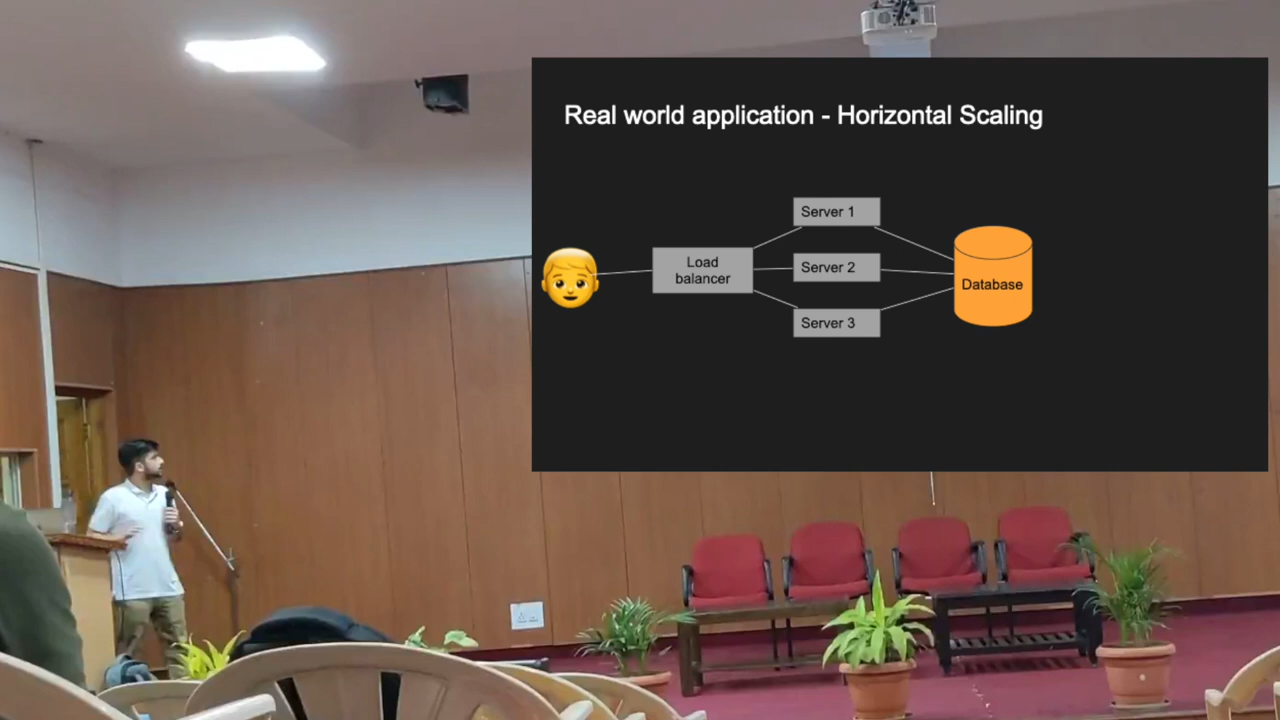 Real world application - Horizontal Scaling
Server 1
Load
balancer
Server 2
Database
Server 3